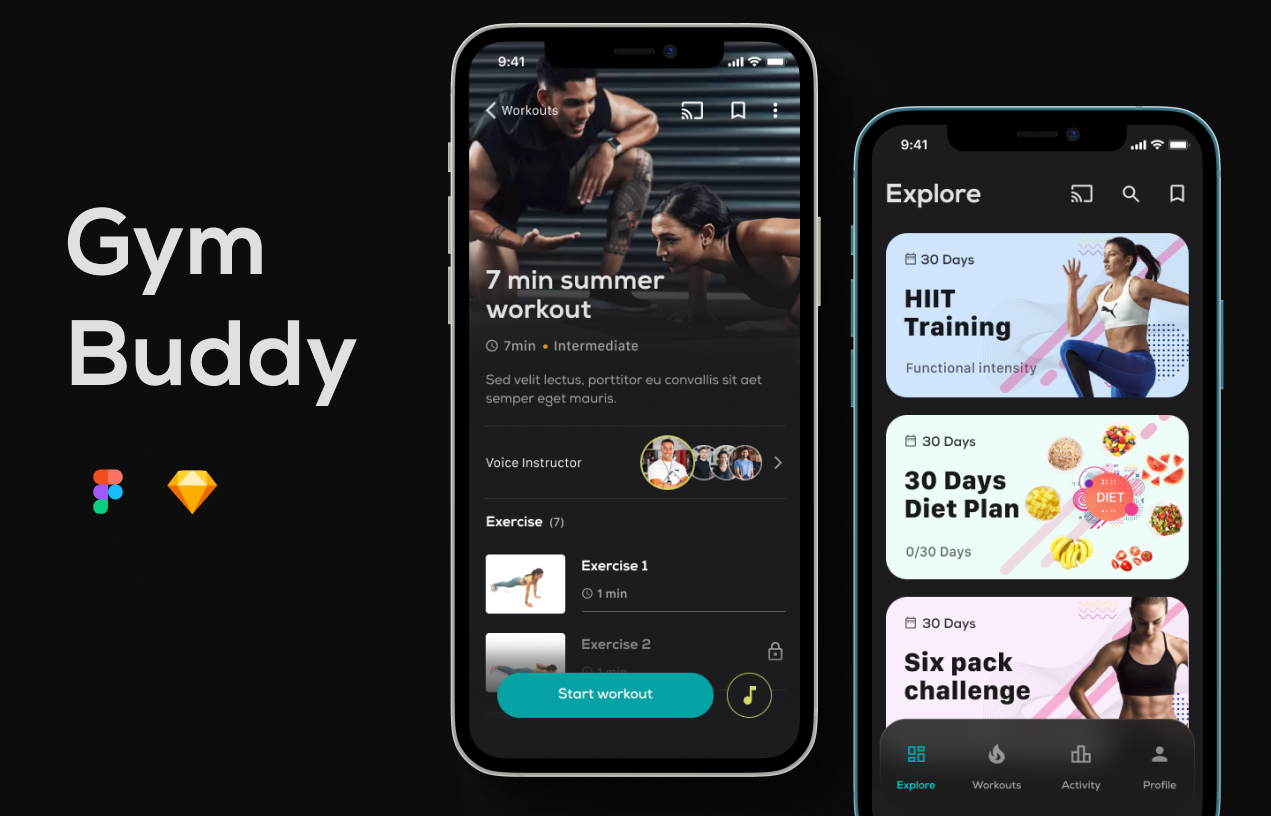 Gym
Buddy
9:41
Workouts
7 min summer
workout
7min • Intermediate
Sed velit lectus, porttitor eu convallis sit aet
semper eget mauris.
Voice Instructor
Exercise (7)
Exercise 1
1 min
Exercise 2
1 min
Start workout
9:41
Explore
30 Days
HIIT
Training
Functional intensity
30 Days
30 Days
Diet Plan
DIET
0/30 Days
30 Days
Six pack
challenge
Explore
Workouts
Activity
Profile